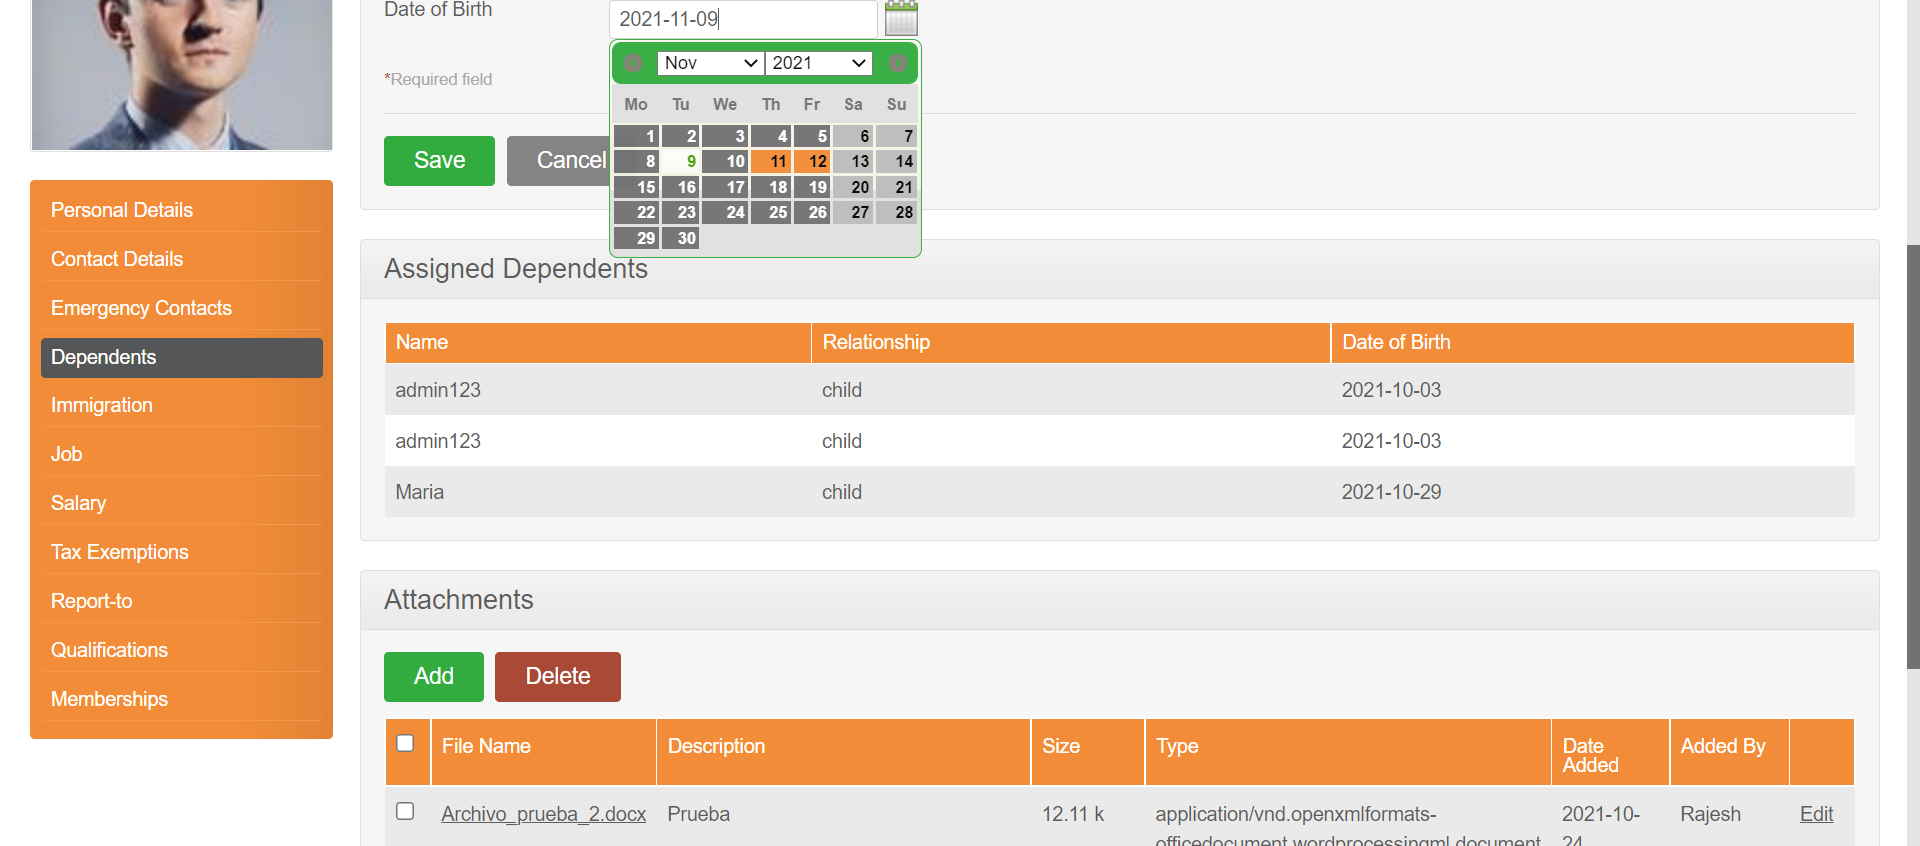 Date of Birth
2021-11-09
Nov 2021
*Required field
Mo Tu We Th Fr Sa Su
1 2 3 4 5 6 7
8 9 10 11 12 13 14
15 16 17 18 19 20 21
22 23 24 25 26 27 28
29 30
Save Cancel
Personal Details
Contact Details
Emergency Contacts
Dependents
Immigration
Job
Salary
Tax Exemptions
Report-to
Qualifications
Memberships
Assigned Dependents
Name Relationship Date of Birth
admin123 child 2021-10-03
admin123 child 2021-10-03
Maria child 2021-10-29
Attachments
Add Delete
File Name Description Size Type Date Added Added By
Archivo_prueba_2.docx Prueba 12.11 k application/vnd.openxmlformats- 2021-10- Rajesh Edit
officedocument.wordprocessingml.document 24